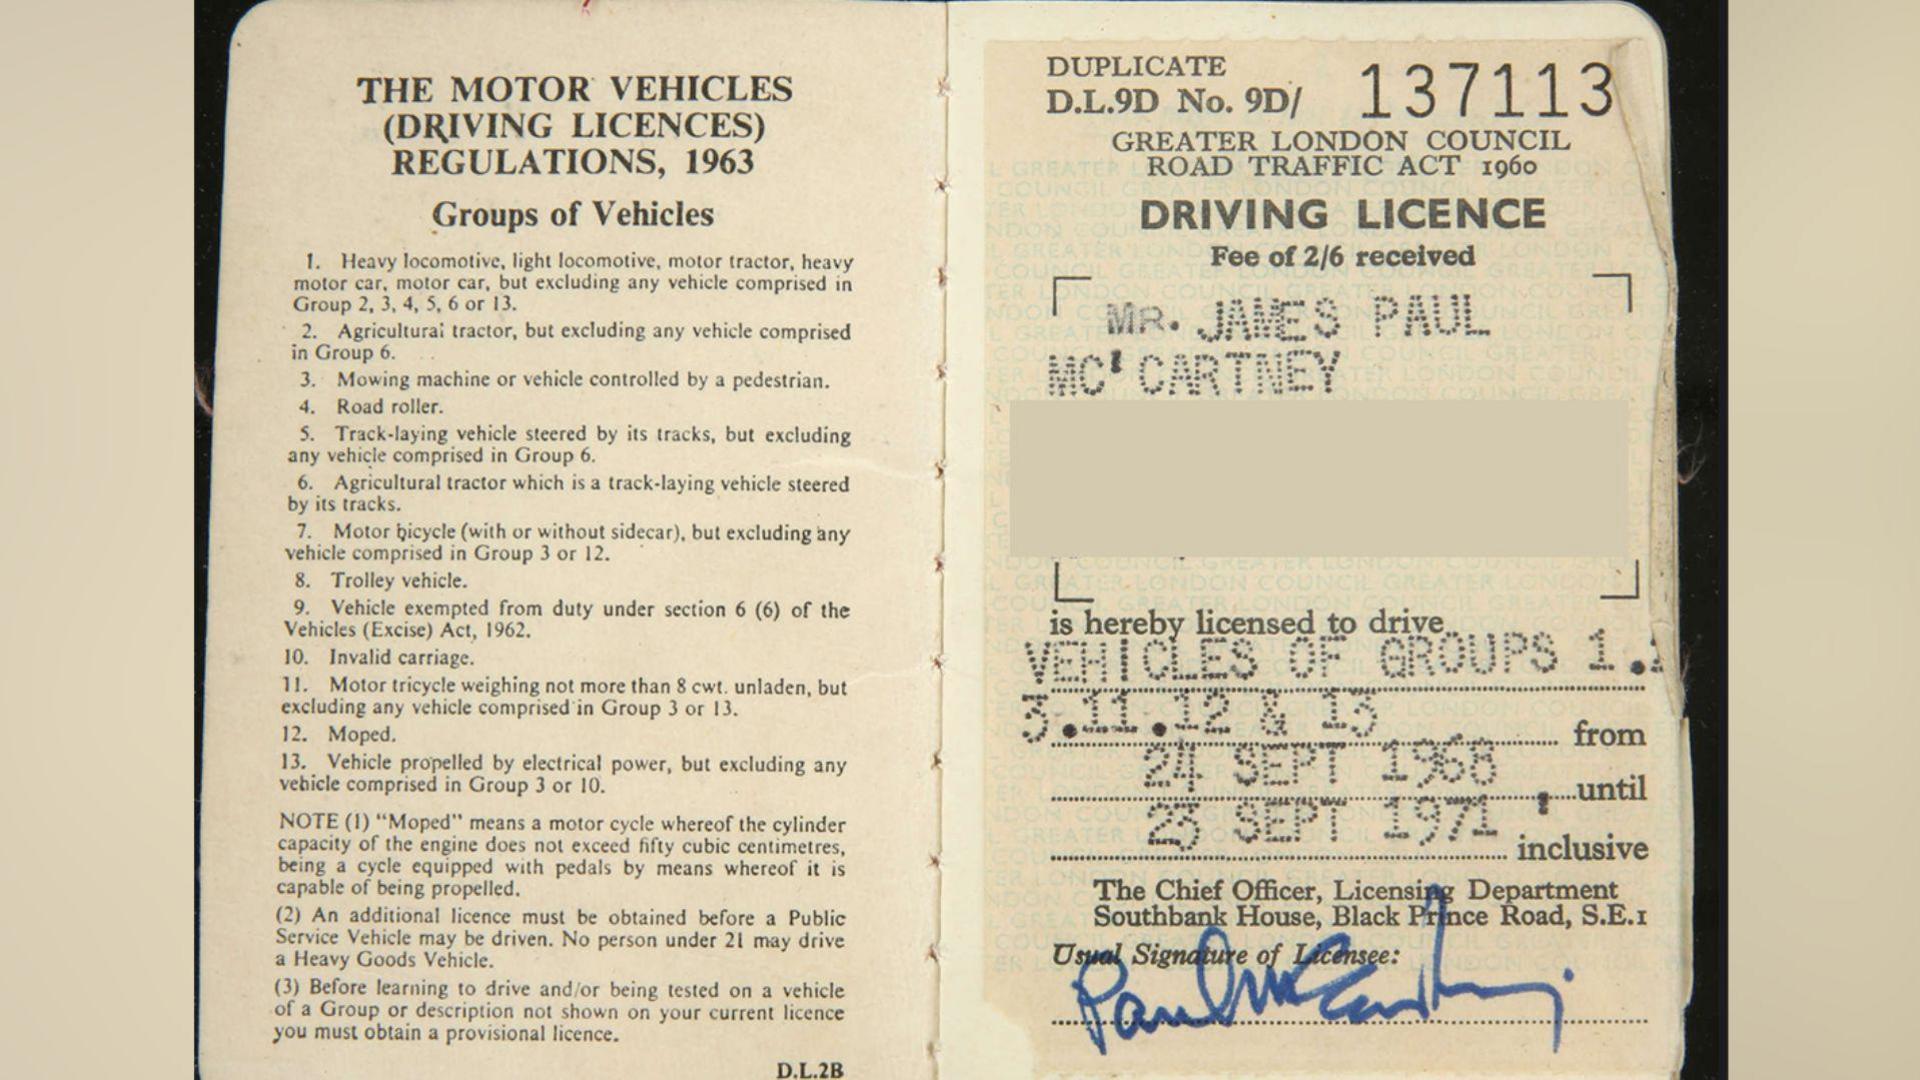 THE MOTOR VEHICLES
(DRIVING LICENCES)
REGULATIONS, 1963
Groups of Vehicles
1. Heavy locomotive, light locomotive, motor tractor, heavy
motor car, motor car, but excluding any vehicle comprised in
Group 2, 3, 4, 5, 6 or 13.
2. Agricultural tractor, but excluding any vehicle comprised
in Group 6.
3. Mowing machine or vehicle controlled by a pedestrian.
4. Road roller.
5. Track-laying vehicle steered by its tracks, but excluding
any vehicle comprised in Group 6.
6. Agricultural tractor which is a track-laying vehicle steered
by its tracks.
7. Motor bicycle (with or without sidecar), but excluding any
vehicle comprised in Group 3 or 12.
8. Trolley vehicle.
9. Vehicle exempted from duty under section 6 (6) of the
Vehicles (Excise) Act, 1962.
10. Invalid carriage.
11. Motor tricycle weighing not more than 8 cwt. unladen, but
excluding any vehicle comprised in Group 3 or 13.
12. Moped.
13. Vehicle propelled by electrical power, but excluding any
vehicle comprised in Group 3 or 10.
NOTE (1) "Moped" means a motor cycle whereof the cylinder
capacity of the engine does not exceed fifty cubic centimetres,
being a cycle equipped with pedals by means whereof it is
capable of being propelled.
(2) An additional licence must be obtained before a Public
Service Vehicle may be driven. No person under 21 may drive
a Heavy Goods Vehicle.
(3) Before learning to drive and/or being tested on a vehicle
of a Group or description not shown on your current licence
you must obtain a provisional licence.
D.L.2B
DUPLICATE
D.L.9D No. 9D/ 137113
GREATER LONDON COUNCIL
ROAD TRAFFIC ACT 1960
DRIVING LICENCE
Fee of 2/6 received
MR. JAMES PAUL
MC'CARTNEY
is hereby licensed to drive
VEHICLES OF GROUPS 1.
3.11.12 & 13 from
24 SEPT 1968 until
23 SEPT 1971 inclusive
The Chief Officer, Licensing Department
Southbank House, Black Prince Road, S.E.1
Usual Signature of Licensee:
Paul McCartney